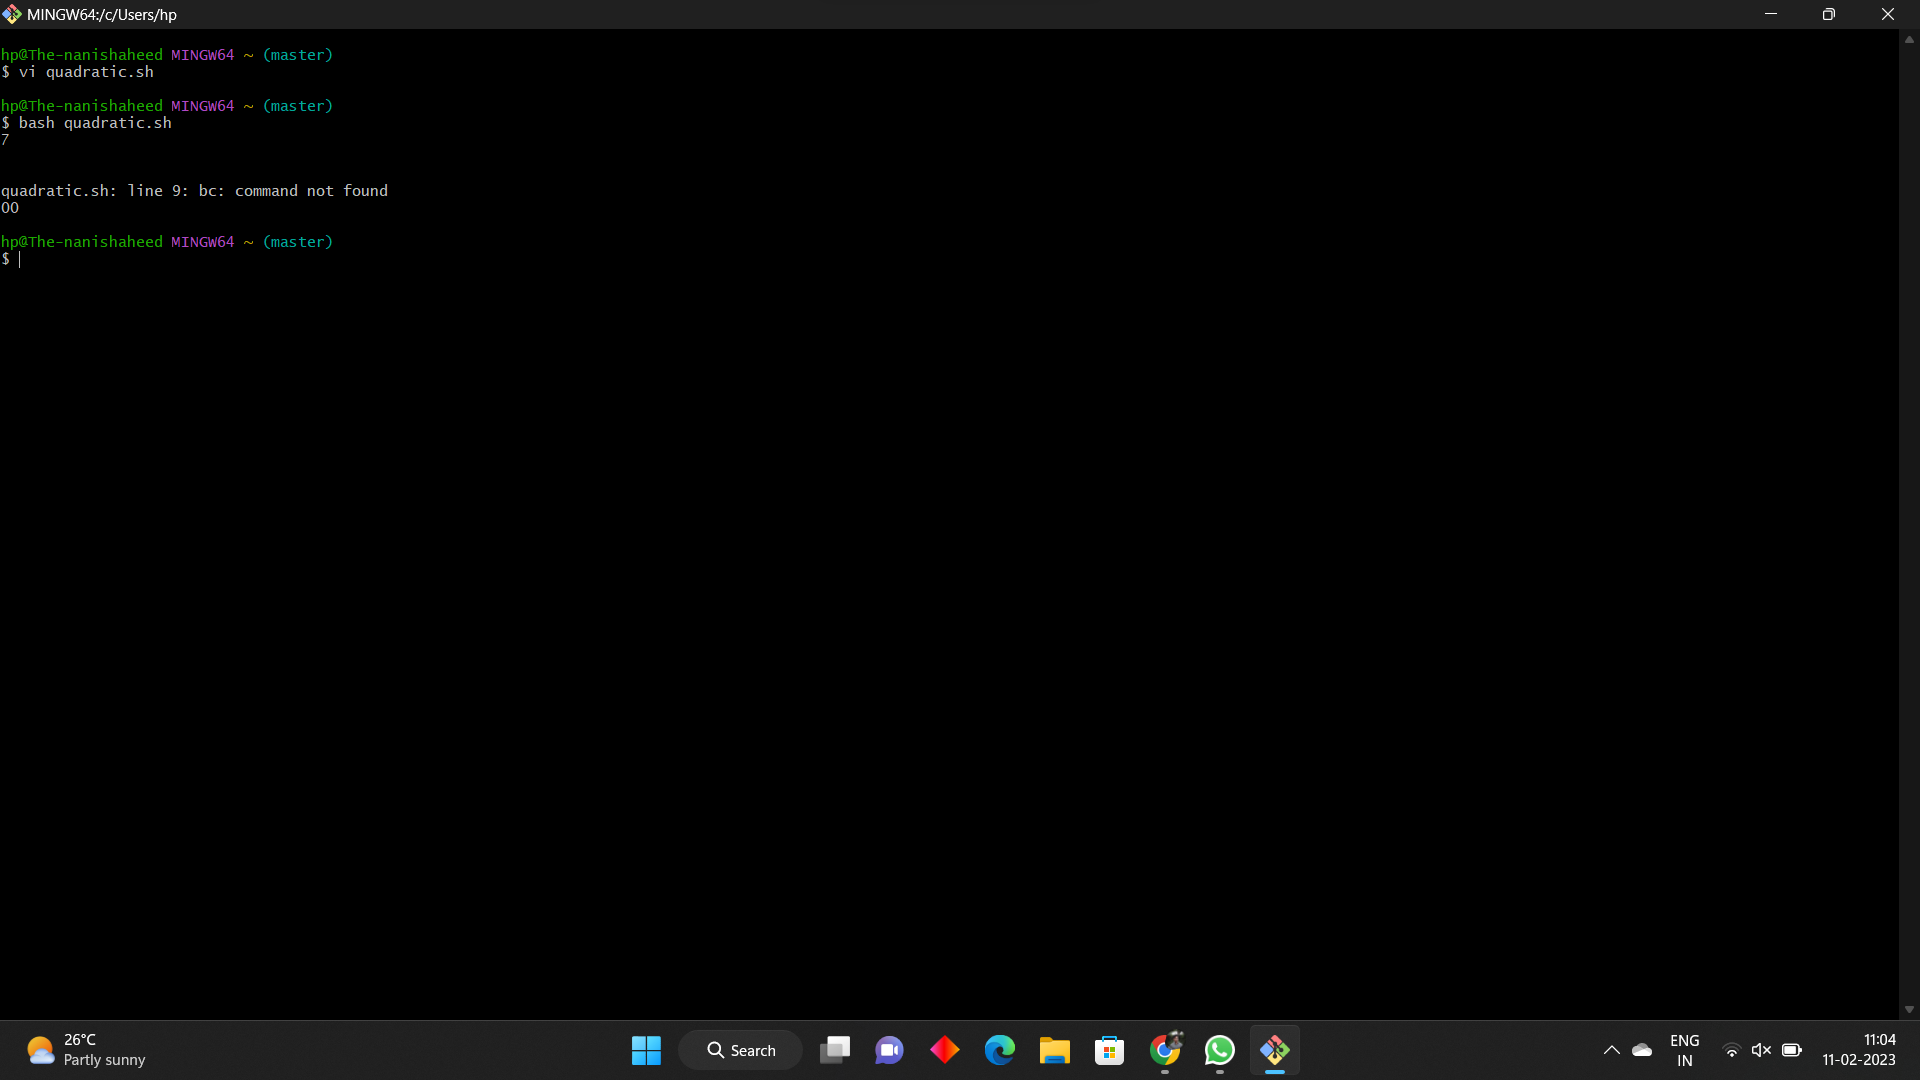 MINGW64:/c/Users/hp
hp@The-nanishaheed MINGW64 ~ (master)
$ vi quadratic.sh
hp@The-nanishaheed MINGW64 ~ (master)
$ bash quadratic.sh
7
quadratic.sh: line 9: bc: command not found
00
hp@The-nanishaheed MINGW64 ~ (master)
$
26°C
Partly sunny
Search
ENG
IN
11:04
11-02-2023